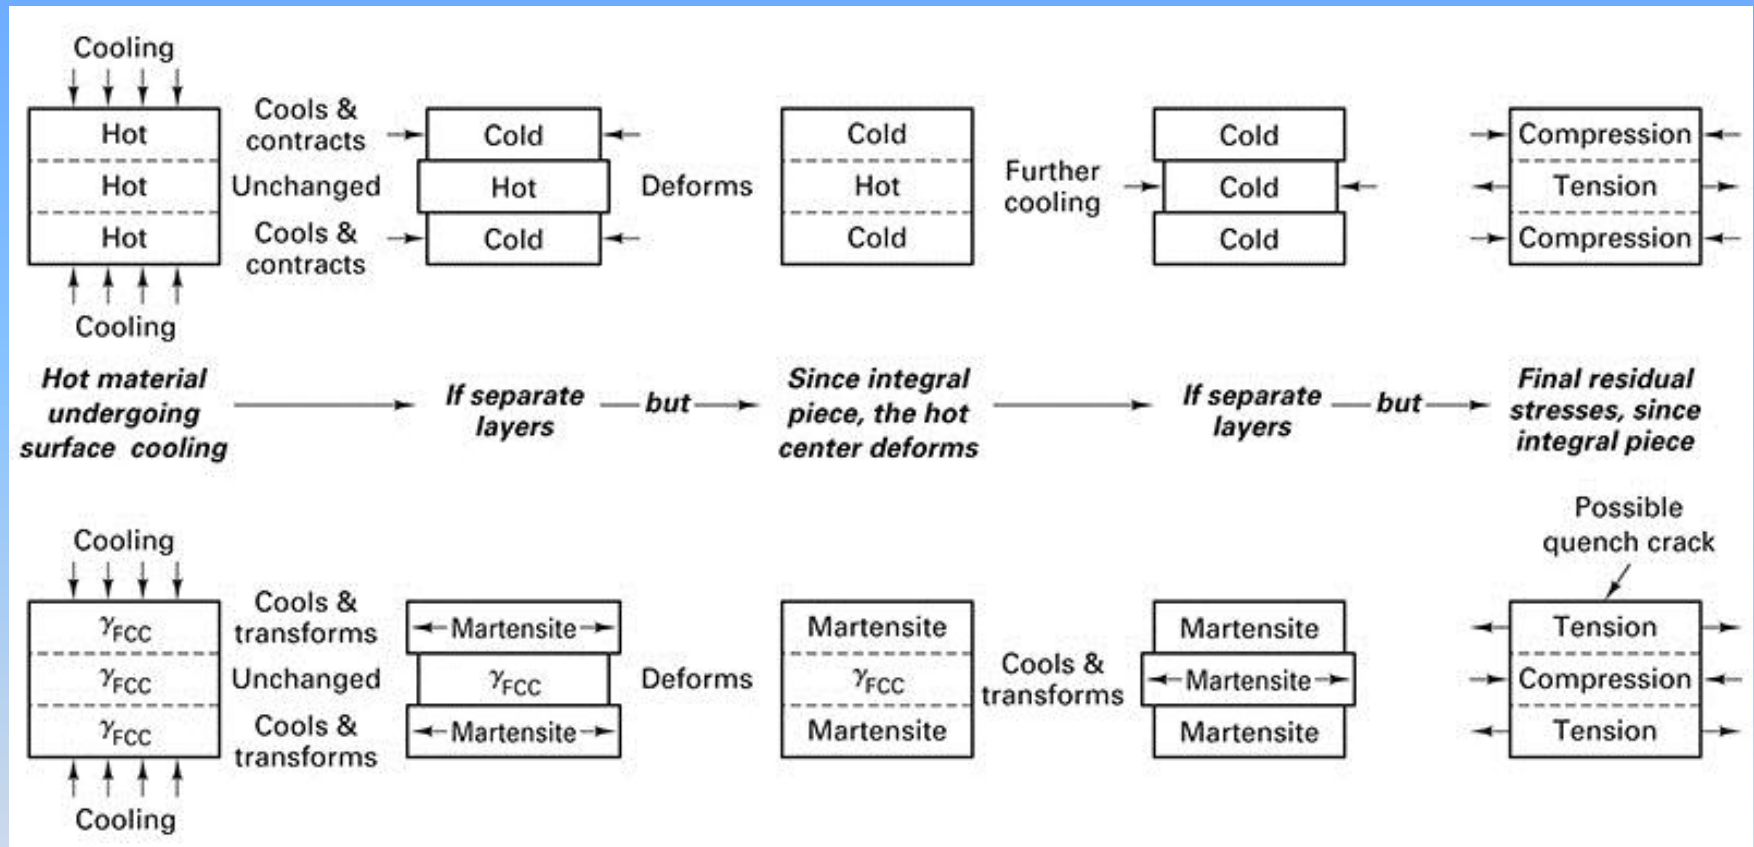 Cooling
Hot
Hot
Hot
Cooling
Cools &
contracts
Unchanged
Cools &
contracts
Cold
Hot
Cold
Deforms
Cold
Hot
Cold
Further
cooling
Cold
Cold
Cold
Compression
Tension
Compression
Hot material
undergoing
surface cooling
If separate
layers
but
Since integral
piece, the hot
center deforms
If separate
layers
but
Final residual
stresses, since
integral piece
Cooling
γFCC
γFCC
γFCC
Cooling
Cools &
transforms
Unchanged
Cools &
transforms
Martensite
γFCC
Martensite
Deforms
Martensite
γFCC
Martensite
Cools &
transforms
Martensite
Martensite
Martensite
Possible
quench crack
Tension
Compression
Tension